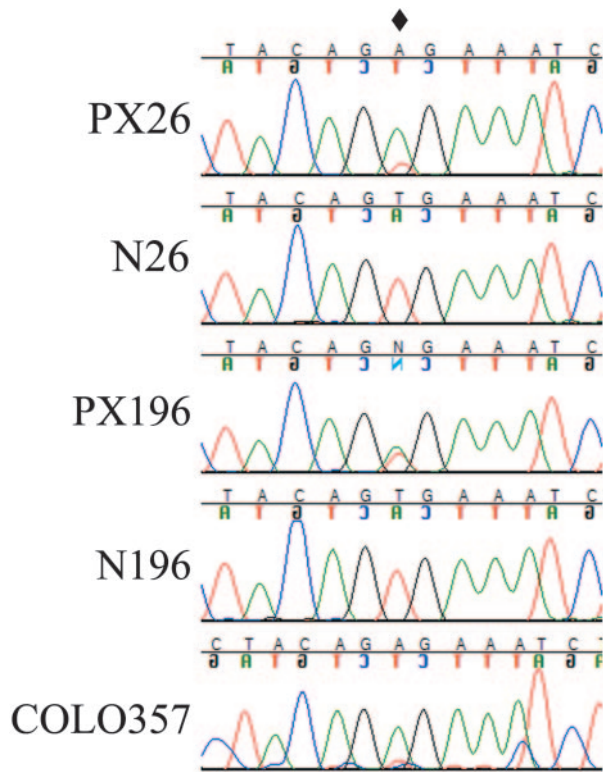 T A C A G A G A A A T C
A T G T C T C T T T A G
PX26
T A C A G T G A A A T C
A T G T C A C T T T A G
N26
T A C A G N G A A A T C
A T G T C N C T T T A G
PX196
T A C A G T G A A A T C
A T G T C A C T T T A G
N196
C T A C A G A G A A A T C T
G A T G T C T C T T T A G A
COLO357